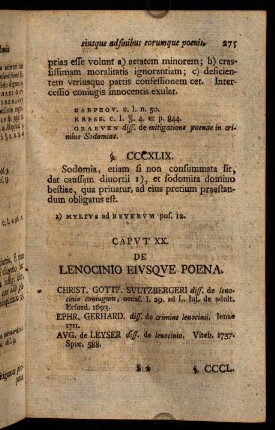 eiusque adfinibus eorumque poenis. 275
prias esse volunt a) aetatem minorem; b) cras-
sissimam moralitatis ignorantiam; c) deficien-
tem vtriusque partis confessionem cet. Inter-
cessio coniugis innocentis exulat.
CARPZOV. c. l. n. 50.
KRESS. c. l. §. 4. et p. 844.
GRAEVEN diss. de mitigatione poenae in cri-
mine Sodomiae.
§. CCCXLIX.
Sodomia, etiam si non consummata sit,
dat caussam diuortii 1), et sodomita domino
bestiae, qua priuatur, ad eius pretium praestan-
dum obligatus est.
1) MYLIVS ad BEYERVM pos. 12.
CAPVT XX.
DE
LENOCINIO EIVSQVE POENA.
CHRIST. GOTTF. SVLTZBERGERI diss. de leno-
cinio coniugum, occas. l. 29. ad L. Iul. de adult.
Erford. 1693.
EPHR. GERHARD. diss. de crimine lenocinii. Ienae
1711.
AVG. de LEYSER diss. de lenocinio. Viteb. 1737.
Spec. 588.
S 2 §. CCCL.